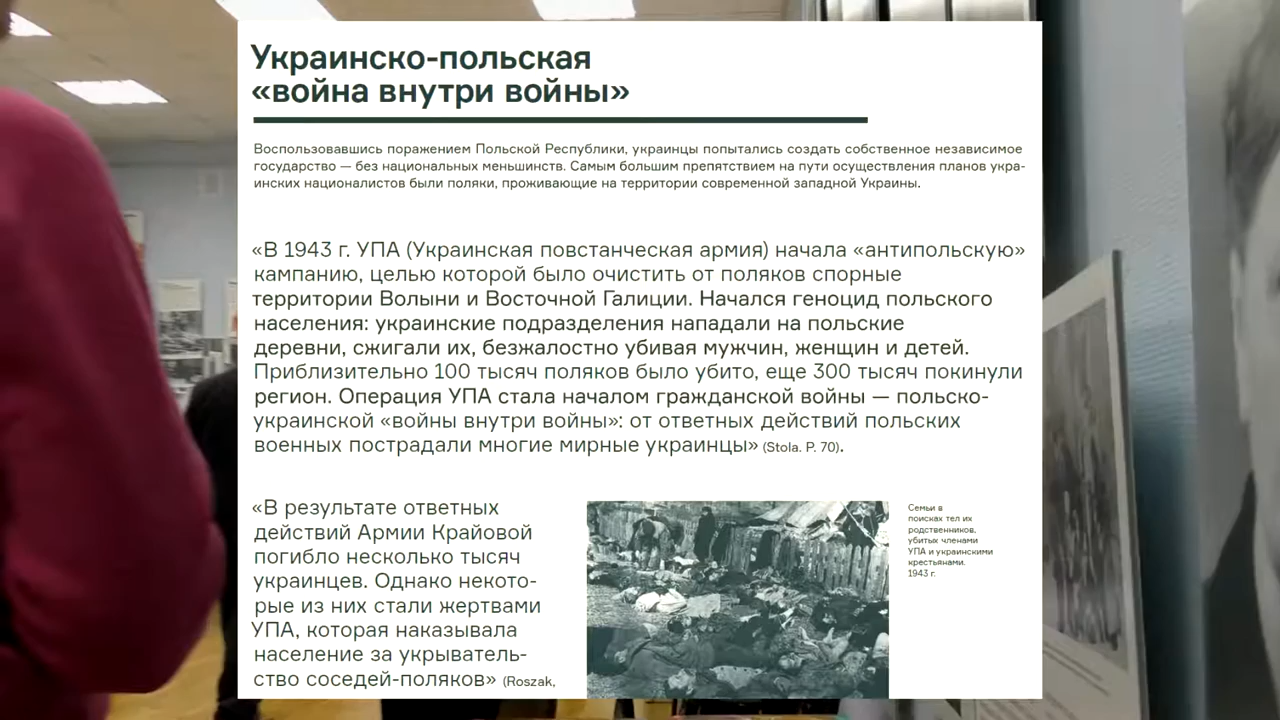 Украинско-польская
«война внутри войны»
Воспользовавшись поражением Польской Республики, украинцы попытались создать собственное независимое
государство — без национальных меньшинств. Самым большим препятствием на пути осуществления планов укра-
инских националистов были поляки, проживающие на территории современной западной Украины.
«В 1943 г. УПА (Украинская повстанческая армия) начала «антипольскую»
кампанию, целью которой было очистить от поляков спорные
территории Волыни и Восточной Галиции. Начался геноцид польского
населения: украинские подразделения нападали на польские
деревни, сжигали их, безжалостно убивая мужчин, женщин и детей.
Приблизительно 100 тысяч поляков было убито, еще 300 тысяч покинули
регион. Операция УПА стала началом гражданской войны — польско-
украинской «войны внутри войны»: от ответных действий польских
военных пострадали многие мирные украинцы» (Stola. P. 70).
«В результате ответных
действий Армии Крайовой
погибло несколько тысяч
украинцев. Однако некото-
рые из них стали жертвами
УПА, которая наказывала
население за укрыватель-
ство соседей-поляков» (Roszak,
Семьи в
поисках тел их
родственников,
убитых членами
УПА и украинскими
крестьянами.
1943 г.